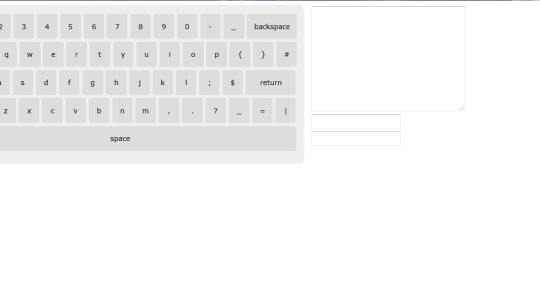 2 3 4 5 6 7 8 9 0 - _ backspace
q w e r t y u i o p { } #
s d f g h j k l ; $ return
z x c v b n m , . ? _ = |
space